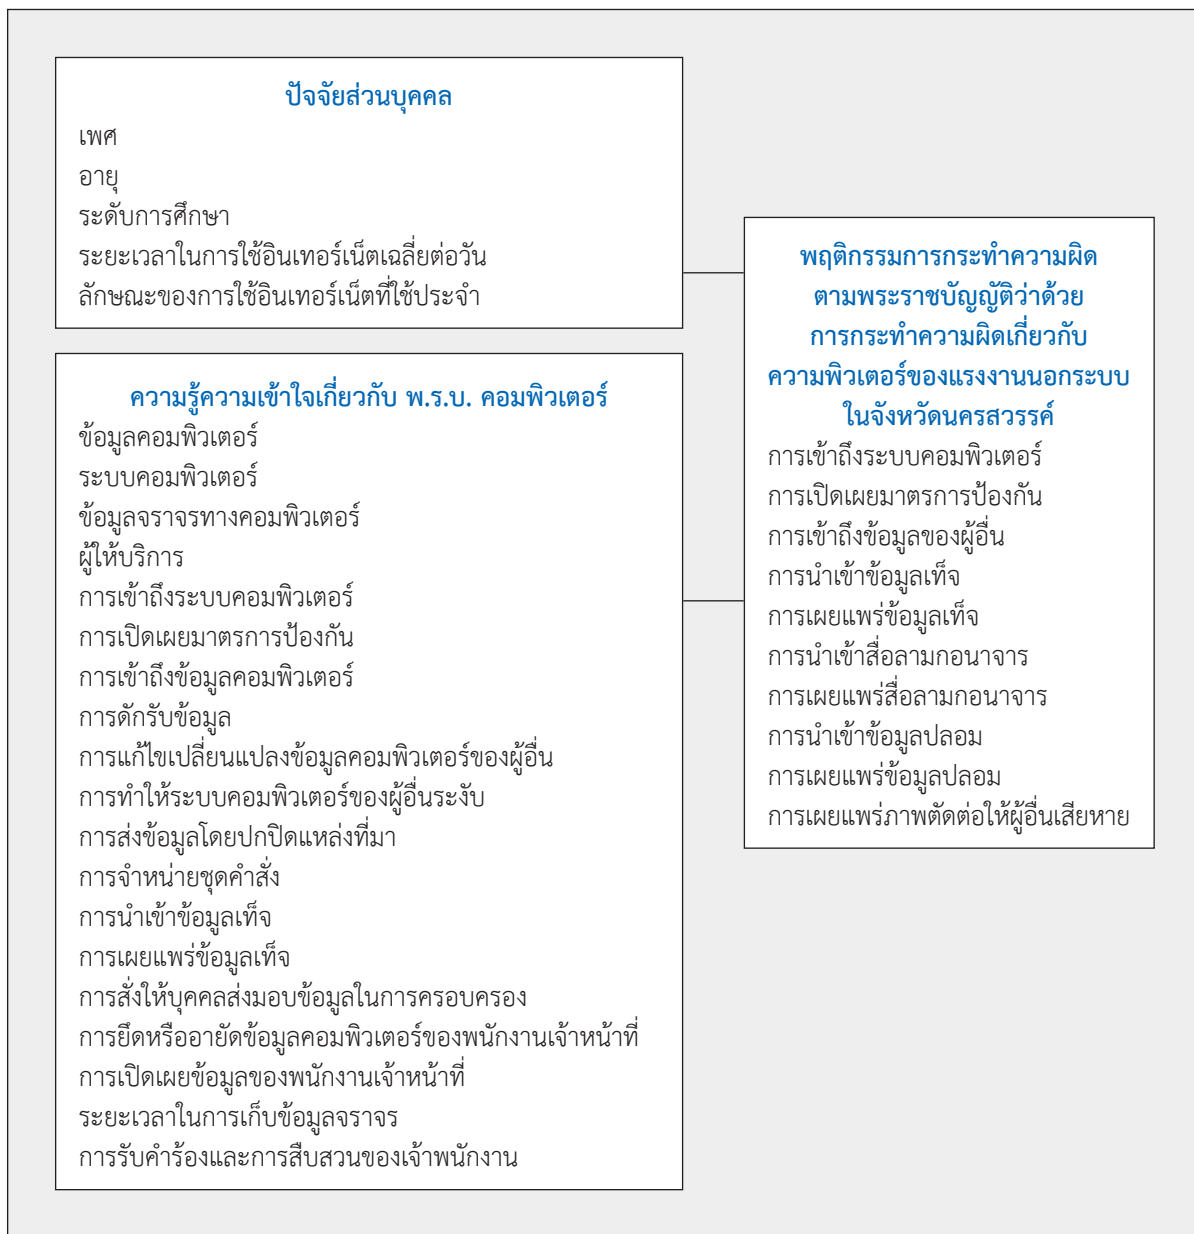 ปัจจัยส่วนบุคคล
เพศ
อายุ
ระดับการศึกษา
ระยะเวลาในการใช้อินเทอร์เน็ตเฉลี่ยต่อวัน
ลักษณะของการใช้อินเทอร์เน็ตที่ใช้ประจำ
ความรู้ความเข้าใจเกี่ยวกับ พ.ร.บ. คอมพิวเตอร์
ข้อมูลคอมพิวเตอร์
ระบบคอมพิวเตอร์
ข้อมูลจราจรทางคอมพิวเตอร์
ผู้ให้บริการ
การเข้าถึงระบบคอมพิวเตอร์
การเปิดเผยมาตรการป้องกัน
การเข้าถึงข้อมูลคอมพิวเตอร์
การดักรับข้อมูล
การแก้ไขเปลี่ยนแปลงข้อมูลคอมพิวเตอร์ของผู้อื่น
การทำให้ระบบคอมพิวเตอร์ของผู้อื่นระงับ
การส่งข้อมูลโดยปกปิดแหล่งที่มา
การจำหน่ายชุดคำสั่ง
การนำเข้าข้อมูลเท็จ
การเผยแพร่ข้อมูลเท็จ
การสั่งให้บุคคลส่งมอบข้อมูลในการครอบครอง
การยึดหรืออายัดข้อมูลคอมพิวเตอร์ของพนักงานเจ้าหน้าที่
การเปิดเผยข้อมูลของพนักงานเจ้าหน้าที่
ระยะเวลาในการเก็บข้อมูลจราจร
การรับคำร้องและการสืบสวนของเจ้าพนักงาน
พฤติกรรมการกระทำความผิด
ตามพระราชบัญญัติว่าด้วย
การกระทำความผิดเกี่ยวกับ
ความพิวเตอร์ของแรงงานนอกระบบ
ในจังหวัดนครสวรรค์
การเข้าถึงระบบคอมพิวเตอร์
การเปิดเผยมาตรการป้องกัน
การเข้าถึงข้อมูลของผู้อื่น
การนำเข้าข้อมูลเท็จ
การเผยแพร่ข้อมูลเท็จ
การนำเข้าสื่อลามกอนาจาร
การเผยแพร่สื่อลามกอนาจาร
การนำเข้าข้อมูลปลอม
การเผยแพร่ข้อมูลปลอม
การเผยแพร่ภาพตัดต่อให้ผู้อื่นเสียหาย